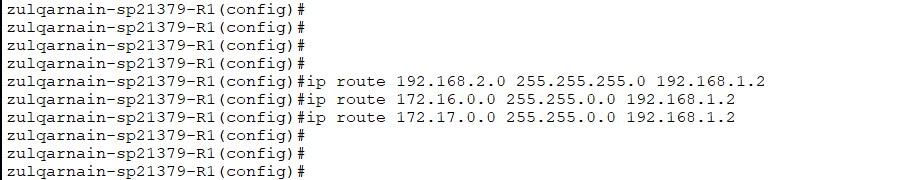 zulqarnain-sp21379-R1(config)#
zulqarnain-sp21379-R1(config)#
zulqarnain-sp21379-R1(config)#
zulqarnain-sp21379-R1(config)#
zulqarnain-sp21379-R1(config)#ip route 192.168.2.0 255.255.255.0 192.168.1.2
zulqarnain-sp21379-R1(config)#ip route 172.16.0.0 255.255.0.0 192.168.1.2
zulqarnain-sp21379-R1(config)#ip route 172.17.0.0 255.255.0.0 192.168.1.2
zulqarnain-sp21379-R1(config)#
zulqarnain-sp21379-R1(config)#
zulqarnain-sp21379-R1(config)#